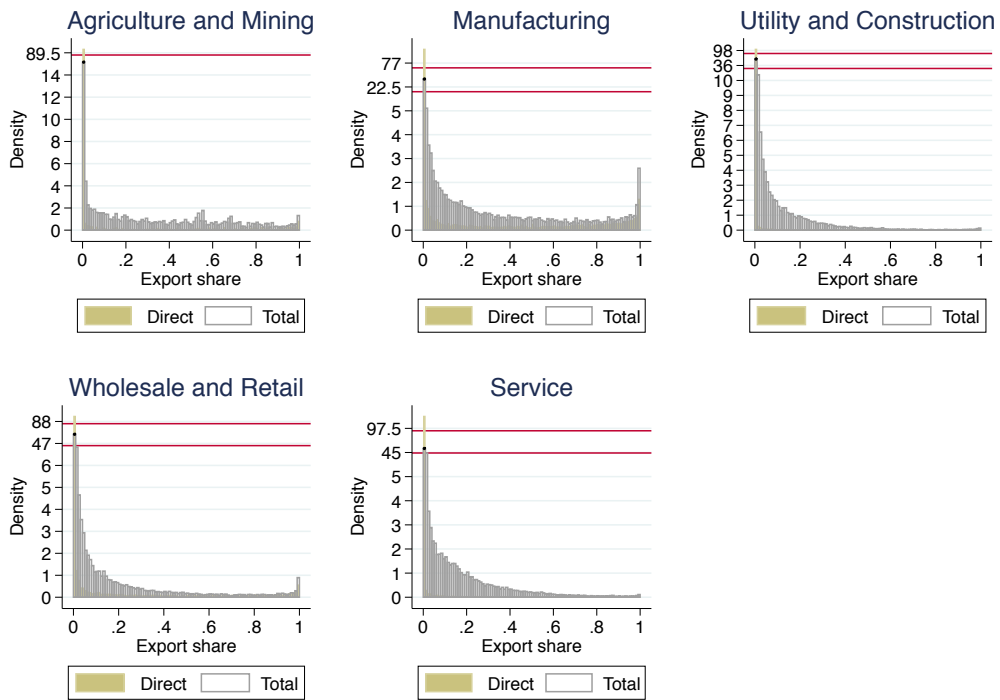 Agriculture and Mining
89.5
14
12
10
8
6
4
2
0
Density
0 .2 .4 .6 .8 1
Export share
Direct Total
Manufacturing
77
22.5
5
4
3
2
1
0
Density
0 .2 .4 .6 .8 1
Export share
Direct Total
Utility and Construction
98
36
10
9
8
7
6
5
4
3
2
1
0
Density
0 .2 .4 .6 .8 1
Export share
Direct Total
Wholesale and Retail
88
47
6
5
4
3
2
1
0
Density
0 .2 .4 .6 .8 1
Export share
Direct Total
Service
97.5
45
5
4
3
2
1
0
Density
0 .2 .4 .6 .8 1
Export share
Direct Total